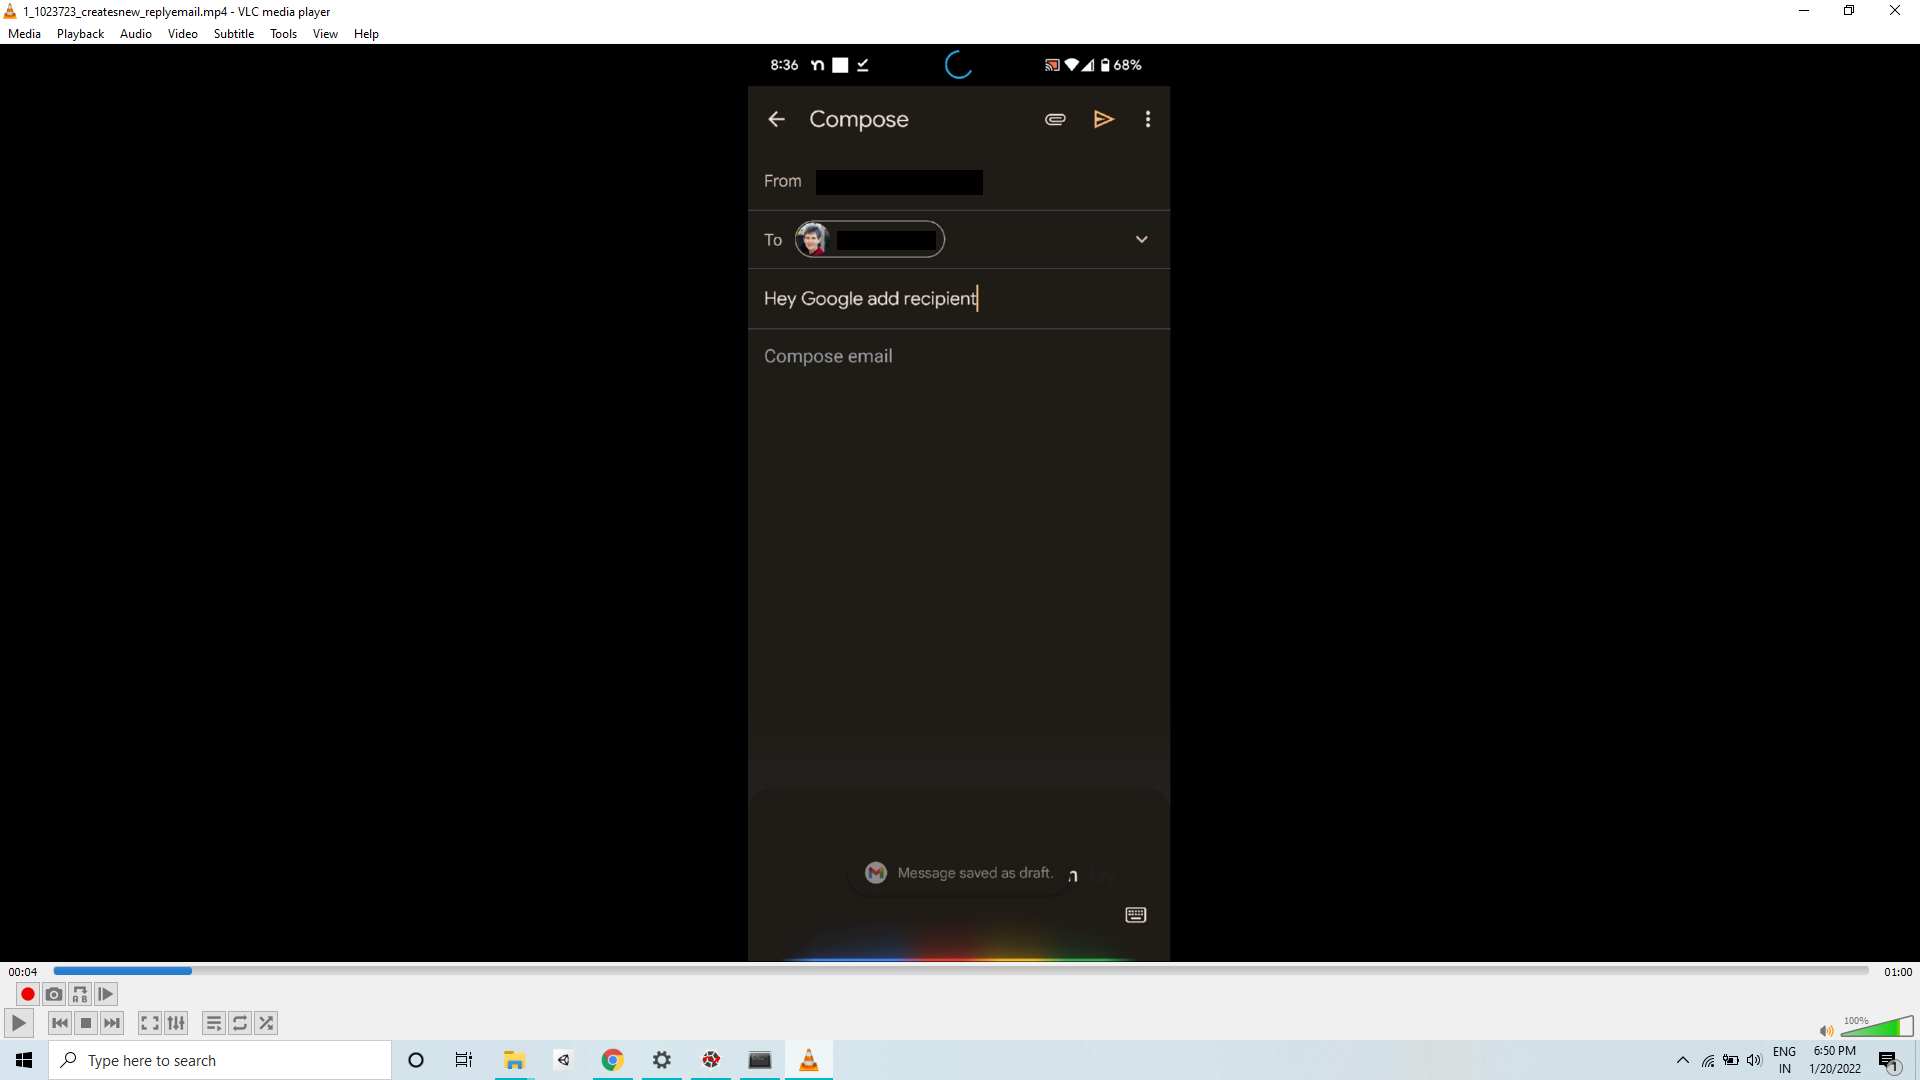 1_1023723_createsnew_replyemail.mp4 - VLC media player
Media Playback Audio Video Subtitle Tools View Help
8:36 68%
Compose
From
To
Hey Google add recipient
Compose email
Message saved as draft.
00:04 01:00
100%
Type here to search
ENG
IN
6:50 PM
1/20/2022
1